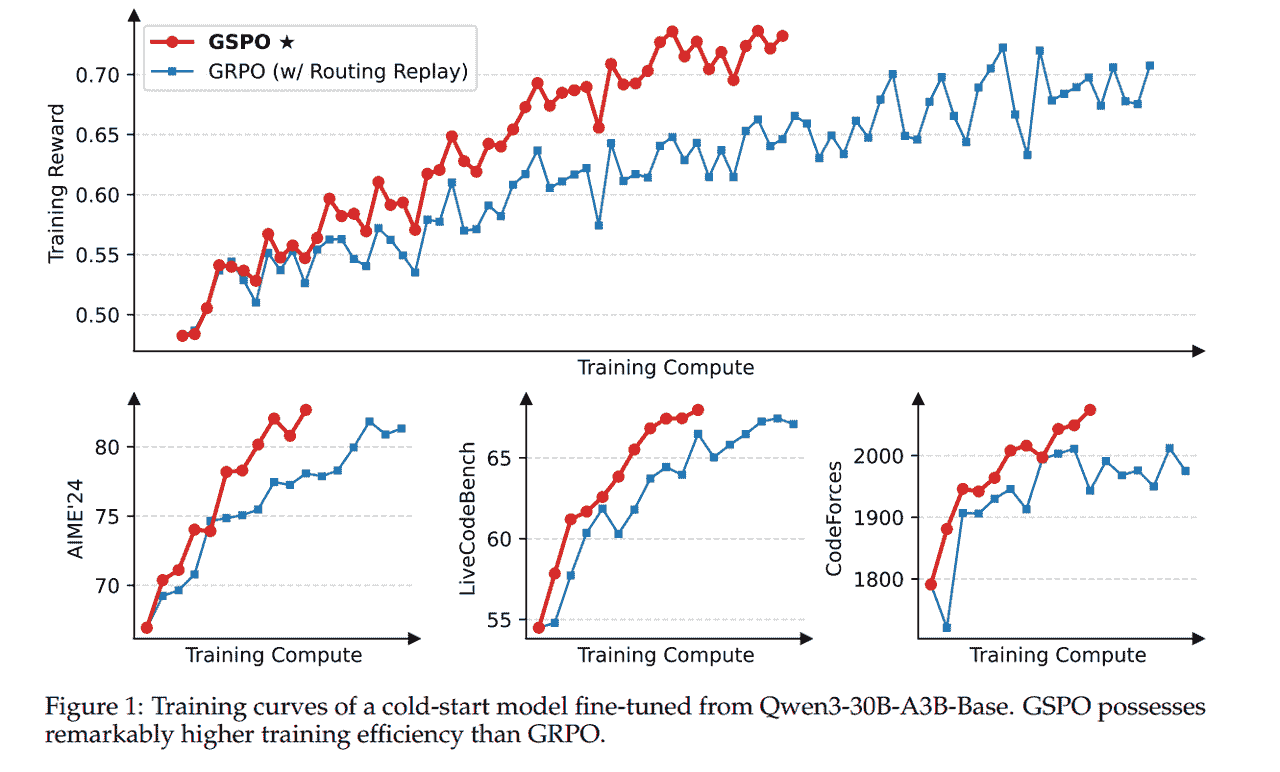 GSPO ★
GRPO (w/ Routing Replay)
Training Reward
0.70
0.65
0.60
0.55
0.50
Training Compute
AIME'24
80
75
70
Training Compute
LiveCodeBench
65
60
55
Training Compute
CodeForces
2000
1900
1800
Training Compute
Figure 1: Training curves of a cold-start model fine-tuned from Qwen3-30B-A3B-Base. GSPO possesses
remarkably higher training efficiency than GRPO.